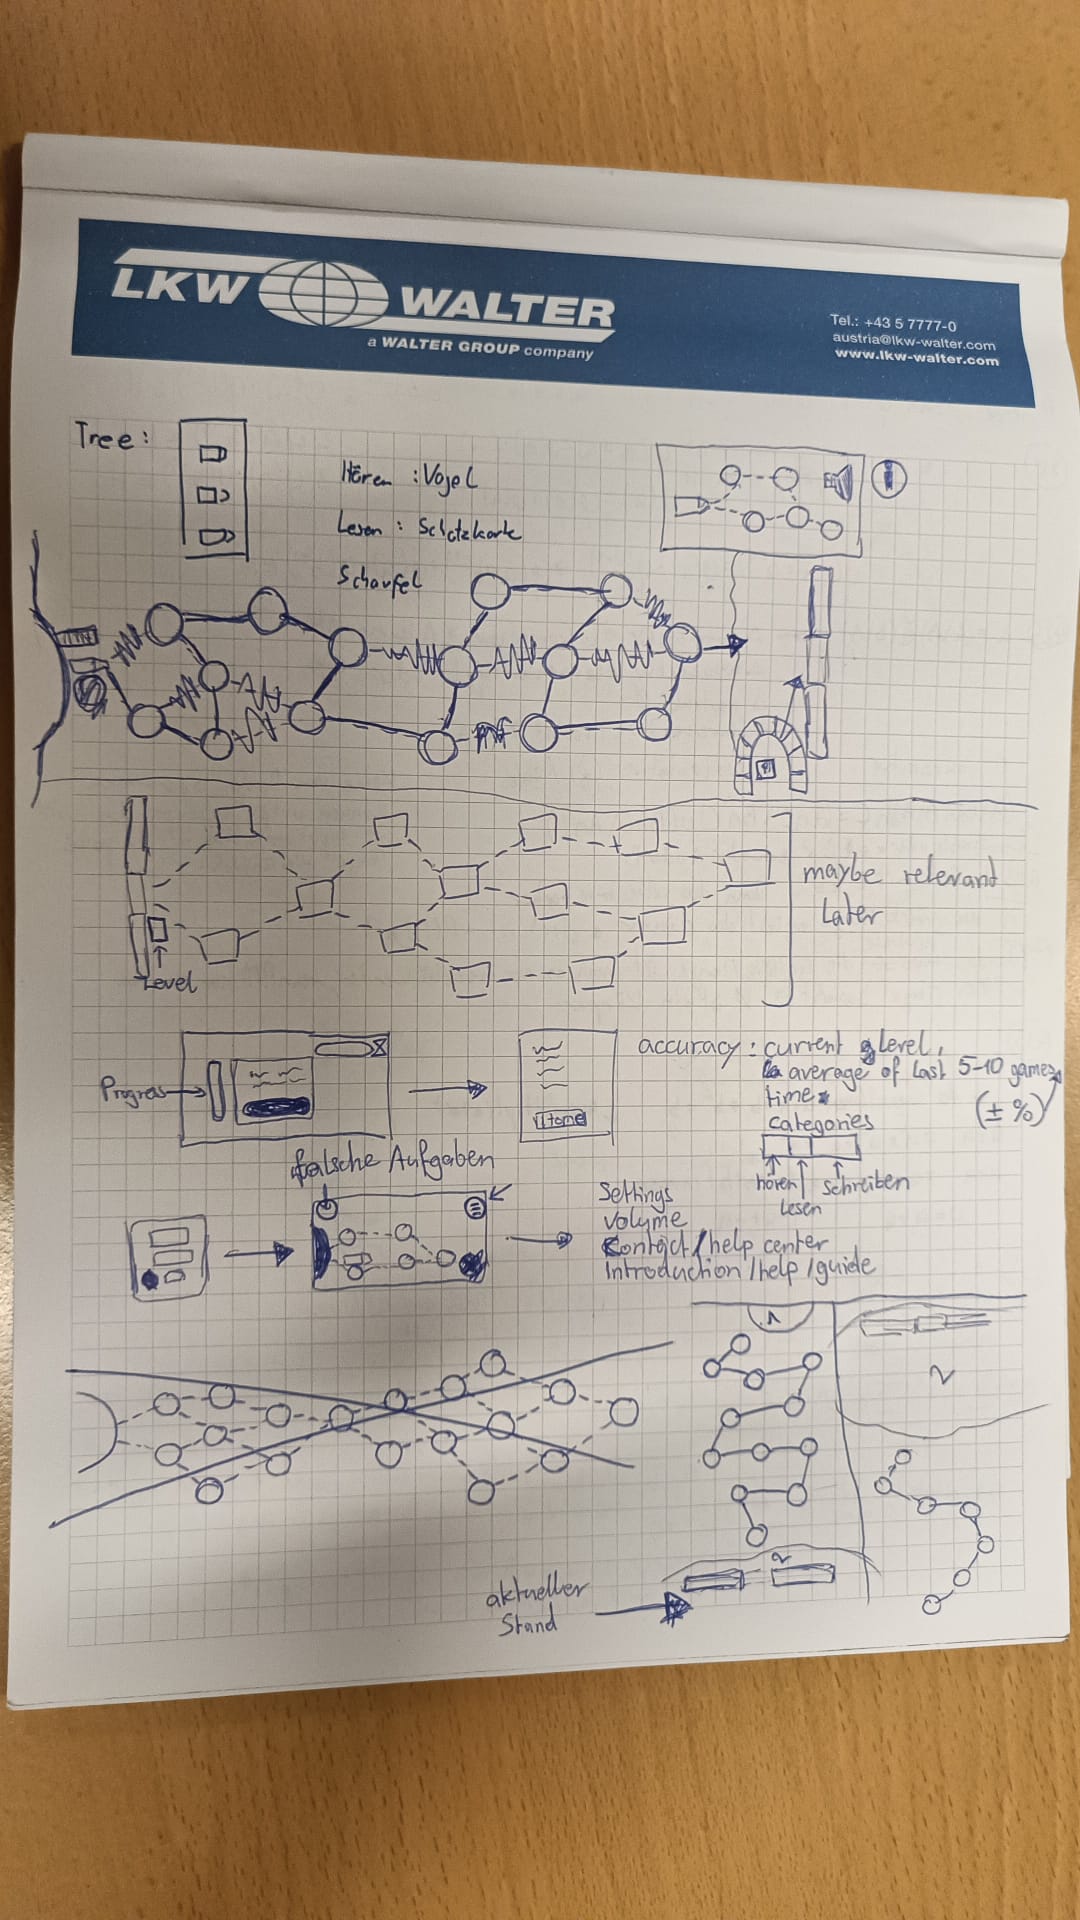 LKW WALTER
a WALTER GROUP company
Tel.: +43 5 7777-0
austria@lkw-walter.com
www.lkw-walter.com
Tree:
Hören : Vogel
Lesen : Schatzkarte
Schaufel
maybe relevant
Later
Level
Progress
Home
accuracy : current level,
average of last 5-10 games
time
(± %)
categories
hören
lesen
schreiben
falsche Aufgaben
Settings
Volume
Contact/help center
Introduction/help/guide
1
2
2
aktueller
Stand